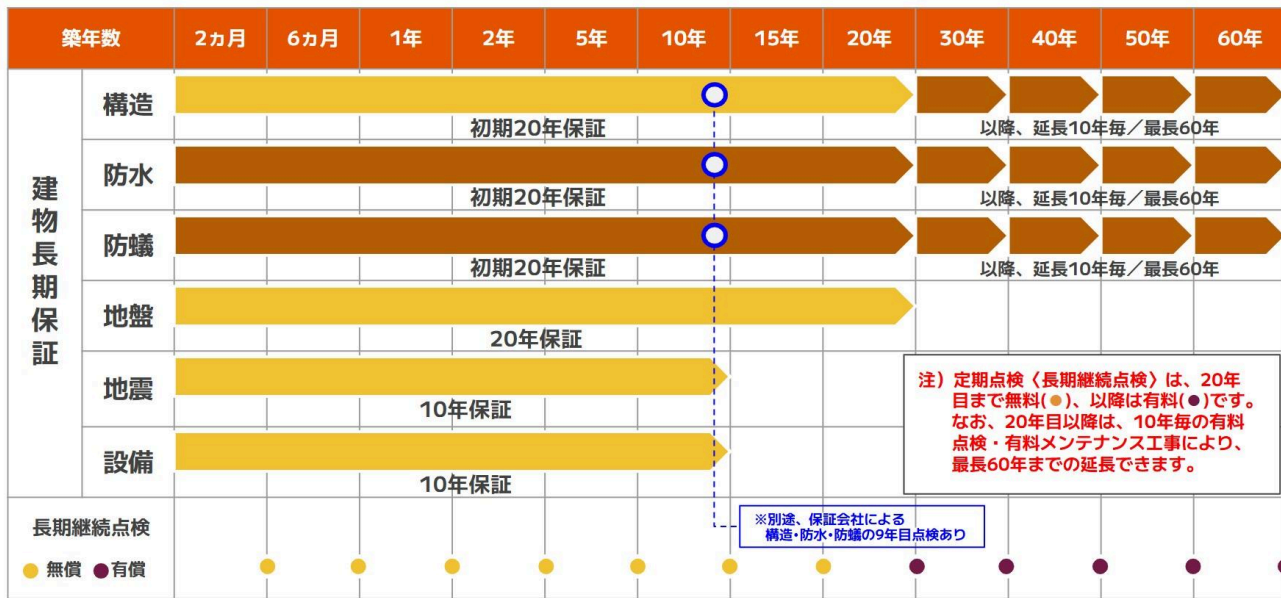 築年数 2ヵ月 6ヵ月 1年 2年 5年 10年 15年 20年 30年 40年 50年 60年
建物長期保証
構造
初期20年保証 以降、延長10年毎／最長60年
防水
初期20年保証 以降、延長10年毎／最長60年
防蟻
初期20年保証 以降、延長10年毎／最長60年
地盤
20年保証
地震
10年保証
設備
10年保証
注）定期点検〈長期継続点検〉は、20年
目まで無料(●)、以降は有料(●)です。
なお、20年目以降は、10年毎の有料
点検・有料メンテナンス工事により、
最長60年までの延長できます。
※別途、保証会社による
構造・防水・防蟻の9年目点検あり
長期継続点検
●無償 ●有償